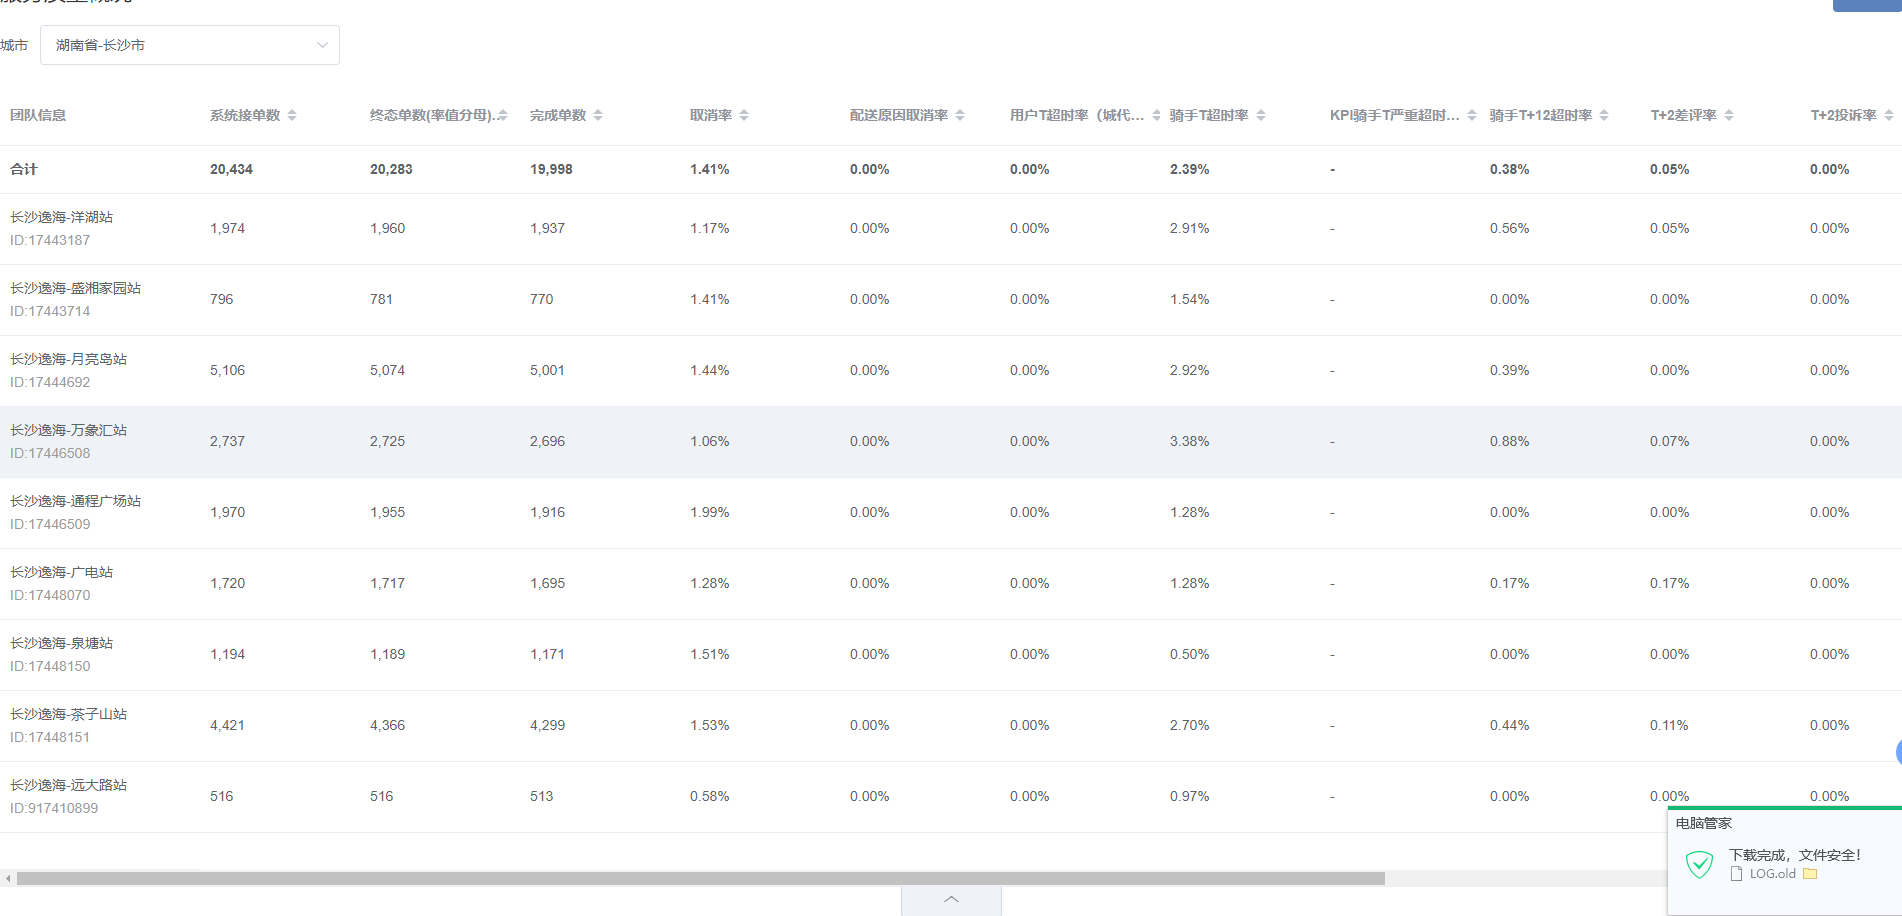 城市 湖南省-长沙市
团队信息 系统接单数 终态单数(率值分母)... 完成单数 取消率 配送原因取消率 用户T超时率（城代... 骑手T超时率 KPI骑手T严重超时... 骑手T+12超时率 T+2差评率 T+2投诉率
合计 20,434 20,283 19,998 1.41% 0.00% 0.00% 2.39% - 0.38% 0.05% 0.00%
长沙逸海-洋湖站
ID:17443187
1,974 1,960 1,937 1.17% 0.00% 0.00% 2.91% - 0.56% 0.05% 0.00%
长沙逸海-盛湘家园站
ID:17443714
796 781 770 1.41% 0.00% 0.00% 1.54% - 0.00% 0.00% 0.00%
长沙逸海-月亮岛站
ID:17444692
5,106 5,074 5,001 1.44% 0.00% 0.00% 2.92% - 0.39% 0.00% 0.00%
长沙逸海-万象汇站
ID:17446508
2,737 2,725 2,696 1.06% 0.00% 0.00% 3.38% - 0.88% 0.07% 0.00%
长沙逸海-通程广场站
ID:17446509
1,970 1,955 1,916 1.99% 0.00% 0.00% 1.28% - 0.00% 0.00% 0.00%
长沙逸海-广电站
ID:17448070
1,720 1,717 1,695 1.28% 0.00% 0.00% 1.28% - 0.17% 0.17% 0.00%
长沙逸海-泉塘站
ID:17448150
1,194 1,189 1,171 1.51% 0.00% 0.00% 0.50% - 0.00% 0.00% 0.00%
长沙逸海-茶子山站
ID:17448151
4,421 4,366 4,299 1.53% 0.00% 0.00% 2.70% - 0.44% 0.11% 0.00%
长沙逸海-远大路站
ID:917410899
516 516 513 0.58% 0.00% 0.00% 0.97% - 0.00% 0.00% 0.00%
电脑管家
下载完成，文件安全！
LOG.old